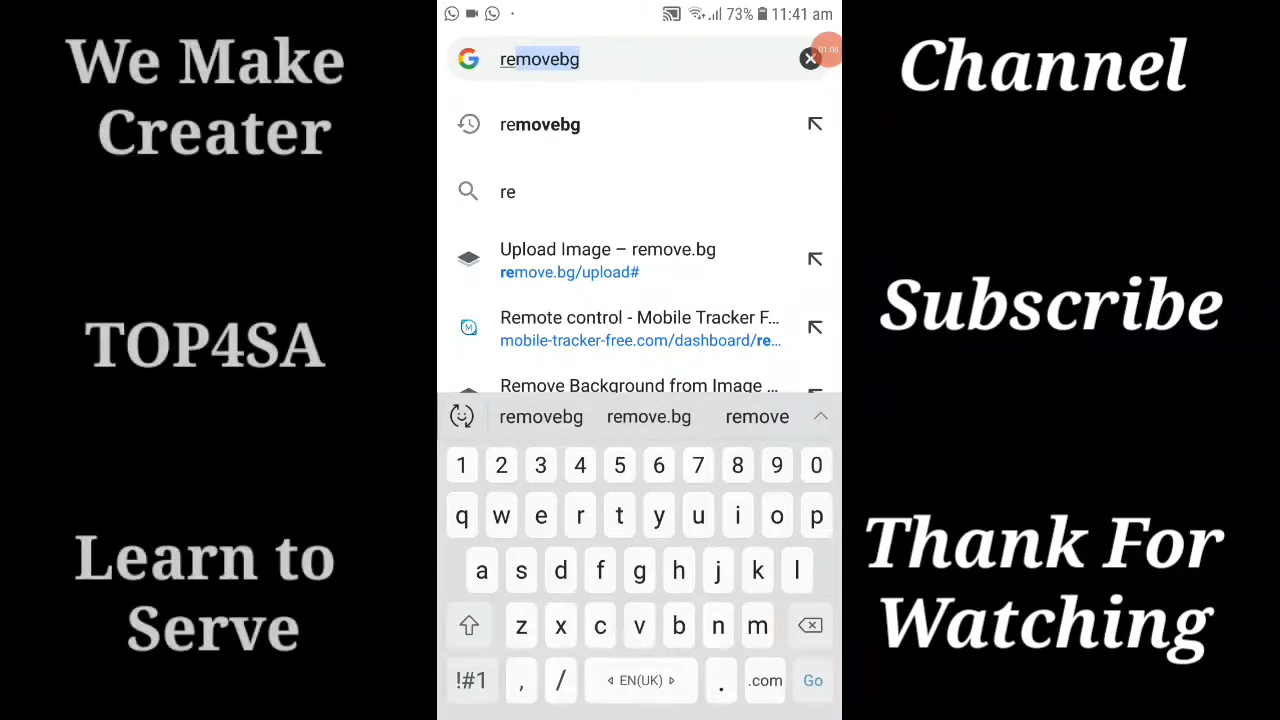 We Make
Creater
TOP4SA
Learn to
Serve
73% 11:41 am
01:08
removebg
removebg
re
Upload Image – remove.bg
remove.bg/upload#
Remote control - Mobile Tracker F...
mobile-tracker-free.com/dashboard/re...
Remove Background from Image ...
removebg remove.bg remove
1 2 3 4 5 6 7 8 9 0
q w e r t y u i o p
a s d f g h j k l
z x c v b n m
!#1 , / EN(UK) . .com Go
Channel
Subscribe
Thank For
Watching